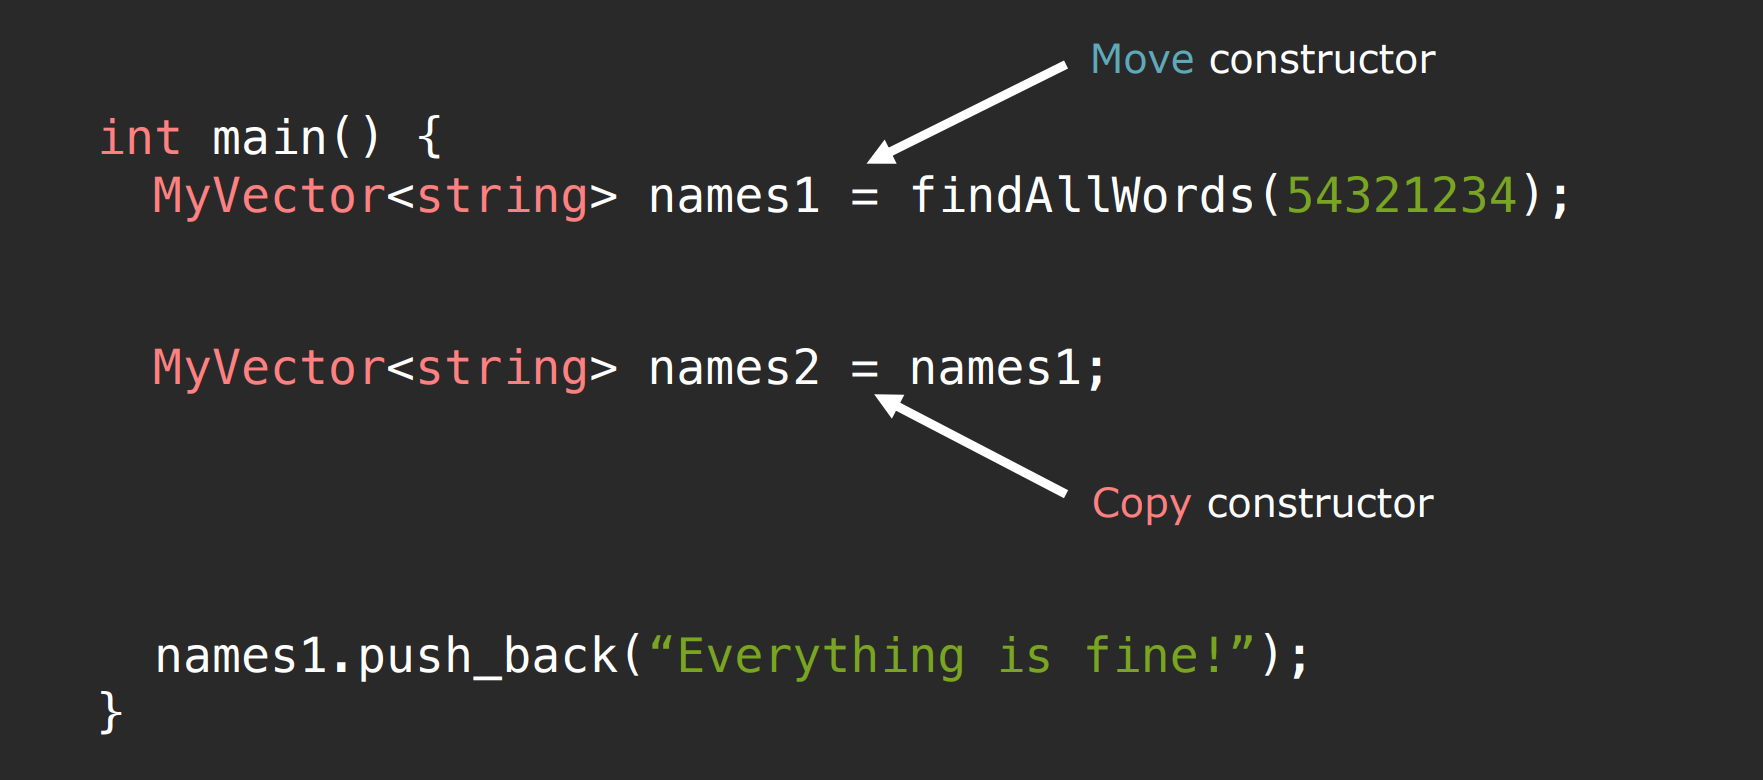 Move constructor
int main() {
MyVector<string> names1 = findAllWords(54321234);
MyVector<string> names2 = names1;
Copy constructor
names1.push_back(“Everything is fine!”);
}